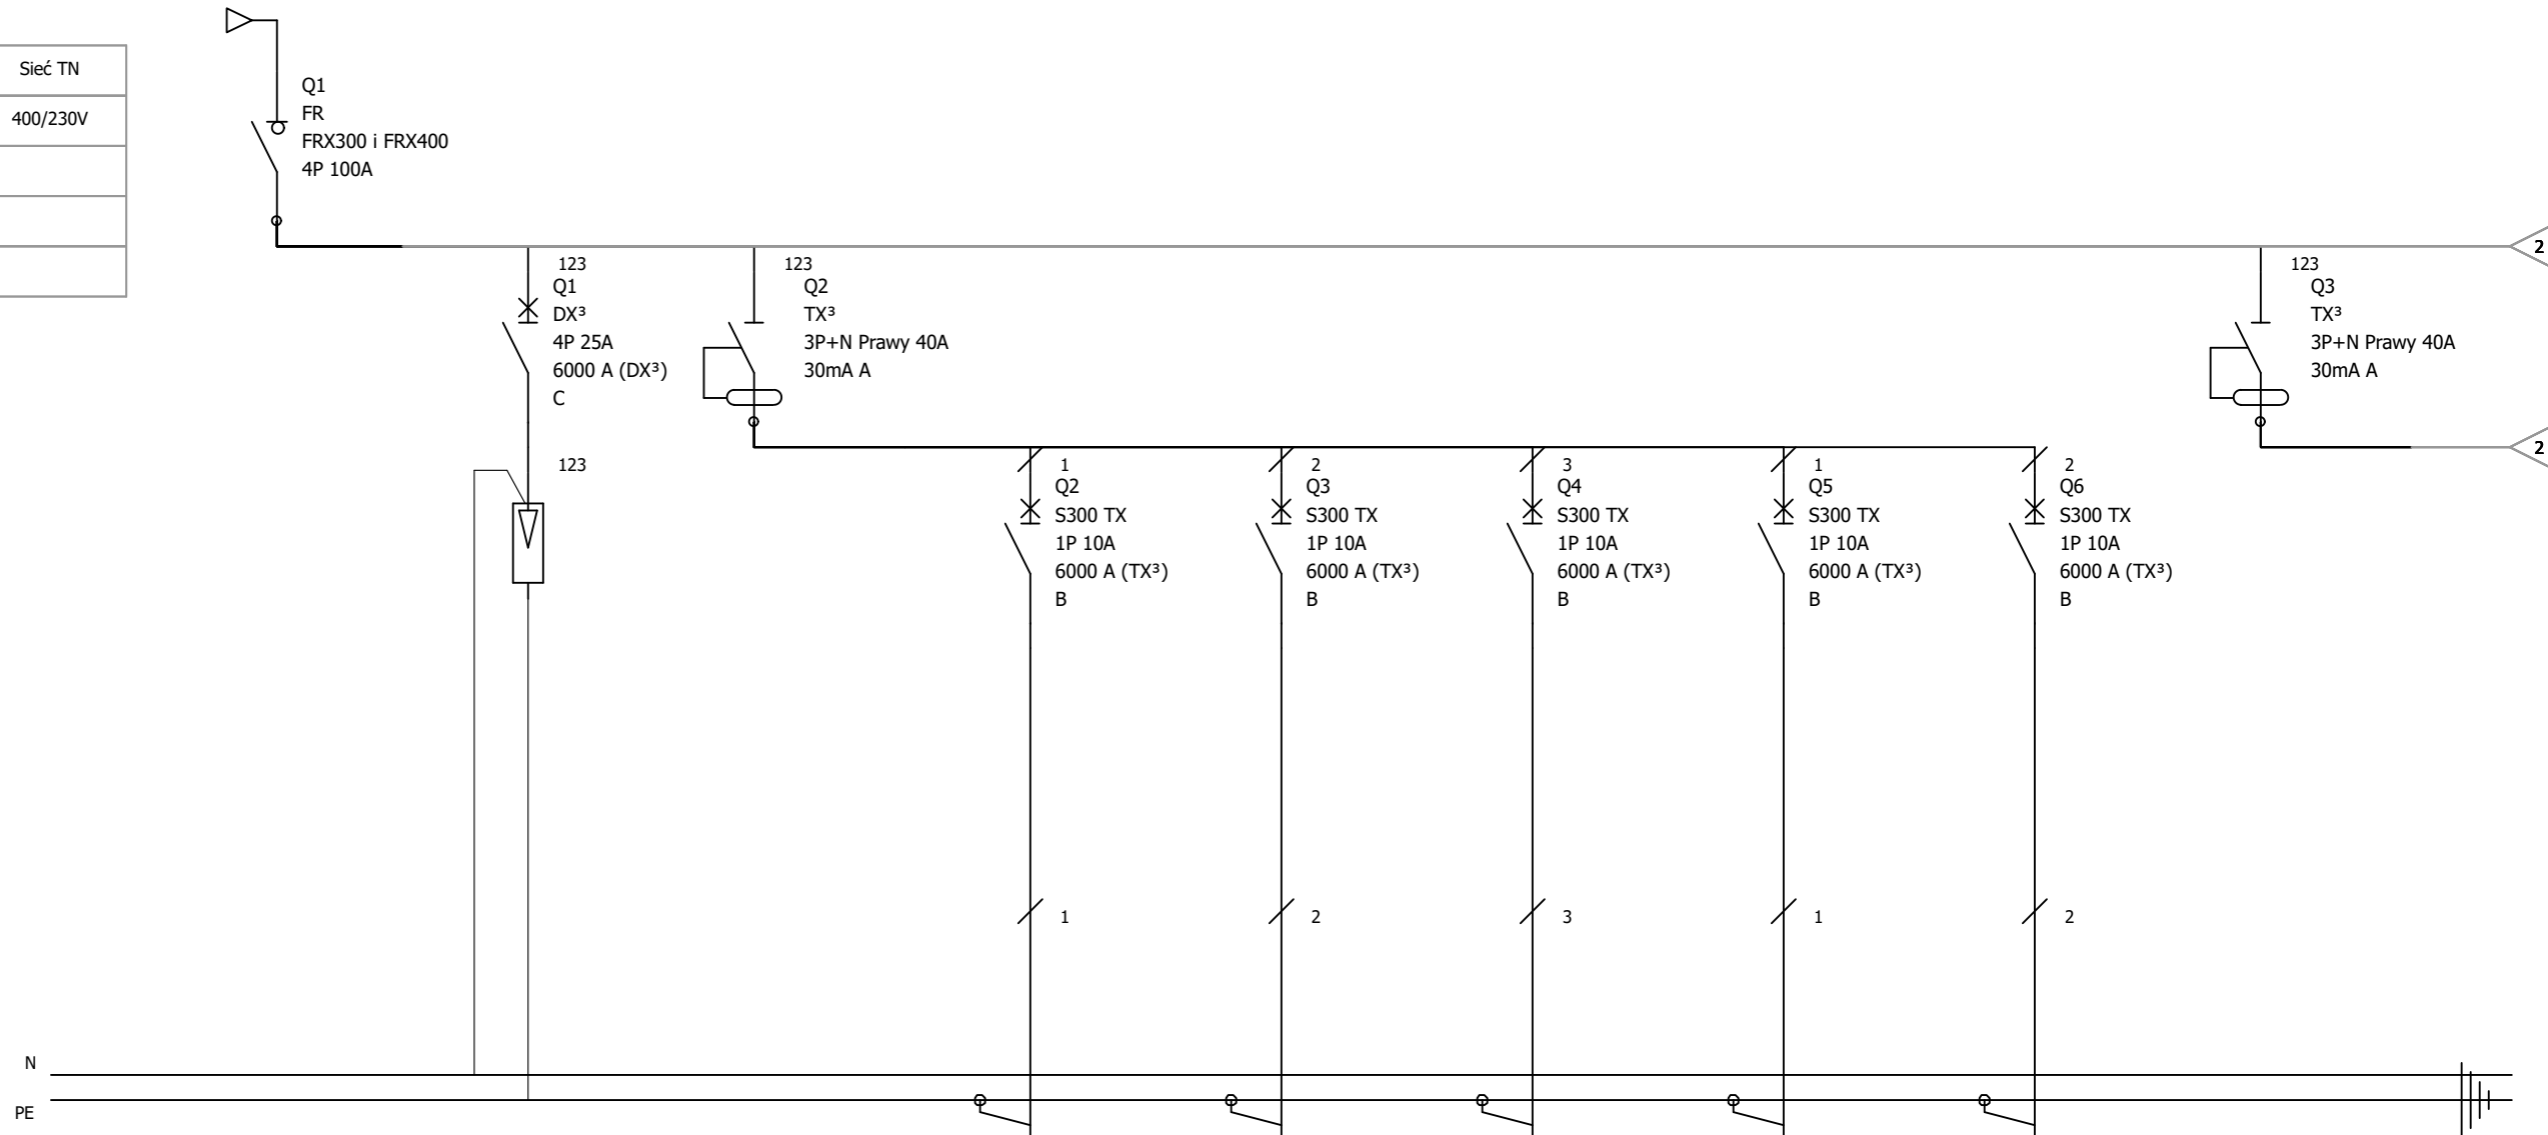 Sieć TN
400/230V
Q1
FR
FRX300 i FRX400
4P 100A
2
123
Q1
DX³
4P 25A
6000 A (DX³)
C
123
123
Q2
TX³
3P+N Prawy 40A
30mA A
123
Q3
TX³
3P+N Prawy 40A
30mA A
2
1
Q2
S300 TX
1P 10A
6000 A (TX³)
B
2
Q3
S300 TX
1P 10A
6000 A (TX³)
B
3
Q4
S300 TX
1P 10A
6000 A (TX³)
B
1
Q5
S300 TX
1P 10A
6000 A (TX³)
B
2
Q6
S300 TX
1P 10A
6000 A (TX³)
B
1
2
3
1
2
N
PE